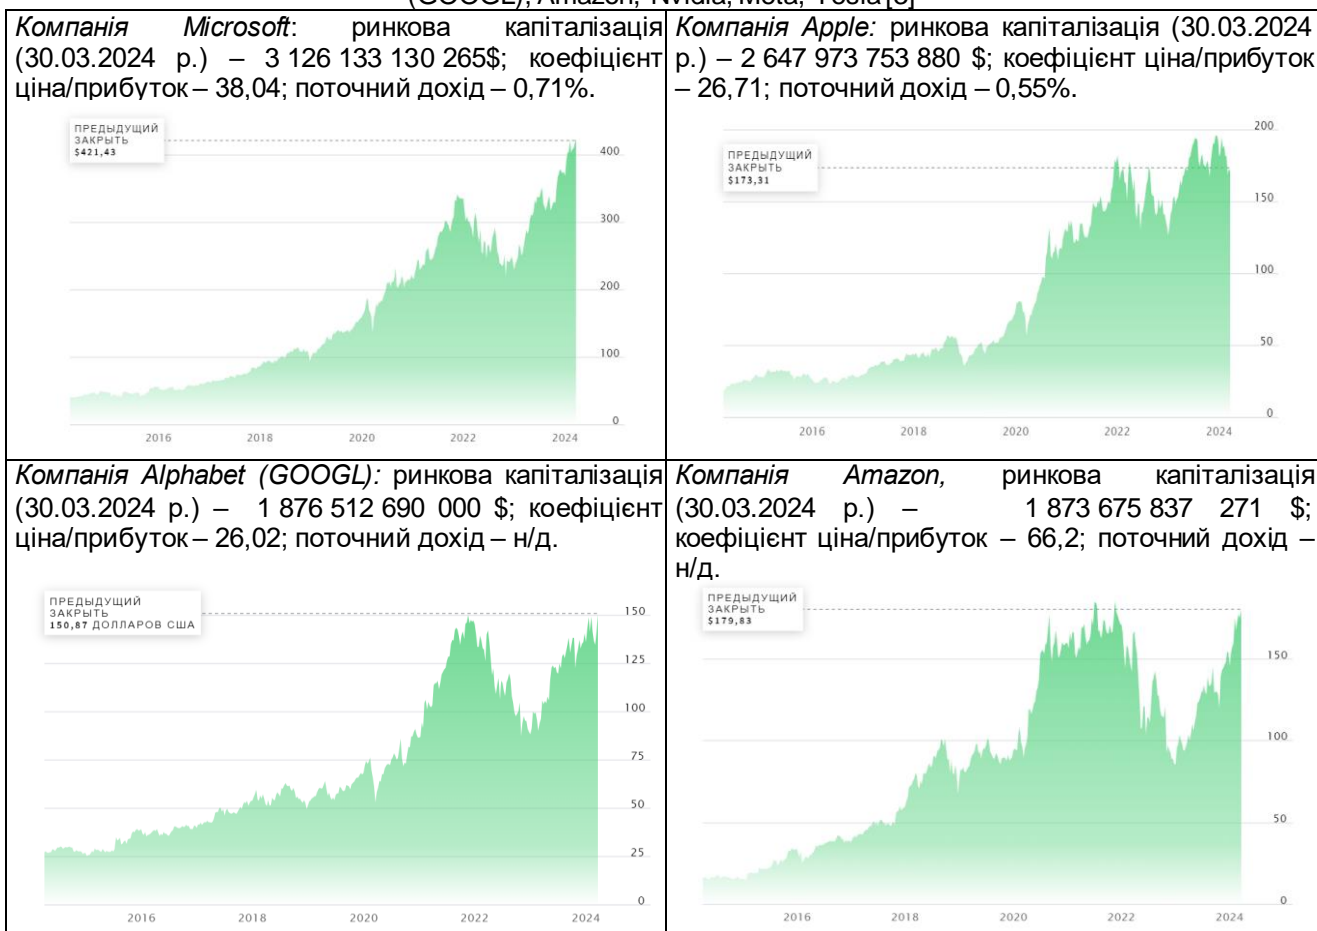 (GOOGL), Amazon, Nvidia, Meta, Tesla [8]
Компанія Microsoft: ринкова капіталізація
(30.03.2024 р.) – 3 126 133 130 265$; коефіцієнт
ціна/прибуток – 38,04; поточний дохід – 0,71%.
ПРЕДЫДУЩИЙ
ЗАКРЫТЬ
$421,43
400
300
200
100
0
2016 2018 2020 2022 2024
Компанія Apple: ринкова капіталізація (30.03.2024
р.) – 2 647 973 753 880 $; коефіцієнт ціна/прибуток
– 26,71; поточний дохід – 0,55%.
ПРЕДЫДУЩИЙ
ЗАКРЫТЬ
$173,31
200
150
100
50
0
2016 2018 2020 2022 2024
Компанія Alphabet (GOOGL): ринкова капіталізація
(30.03.2024 р.) – 1 876 512 690 000 $; коефіцієнт
ціна/прибуток – 26,02; поточний дохід – н/д.
ПРЕДЫДУЩИЙ
ЗАКРЫТЬ
150,87 ДОЛЛАРОВ США
150
125
100
75
50
25
0
2016 2018 2020 2022 2024
Компанія Amazon, ринкова капіталізація
(30.03.2024 р.) – 1 873 675 837 271 $;
коефіцієнт ціна/прибуток – 66,2; поточний дохід –
н/д.
ПРЕДЫДУЩИЙ
ЗАКРЫТЬ
$179,83
150
100
50
0
2016 2018 2020 2022 2024